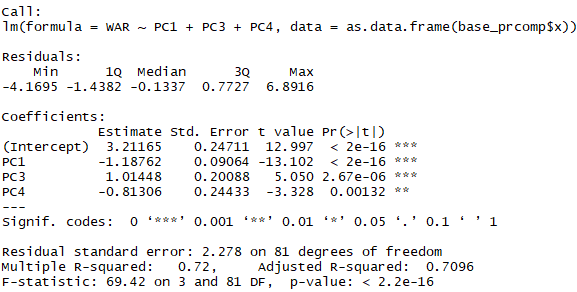 Call:
lm(formula = WAR ~ PC1 + PC3 + PC4, data = as.data.frame(base_prcomp$x))
Residuals:
    Min      1Q  Median      3Q     Max
-4.1695 -1.4382 -0.1337  0.7727  6.8916
Coefficients:
            Estimate Std. Error t value Pr(>|t|)
(Intercept)  3.21165    0.24711  12.997  < 2e-16 ***
PC1         -1.18762    0.09064 -13.102  < 2e-16 ***
PC3          1.01448    0.20088   5.050 2.67e-06 ***
PC4         -0.81306    0.24433  -3.328  0.00132 **
---
Signif. codes:  0 ‘***’ 0.001 ‘**’ 0.01 ‘*’ 0.05 ‘.’ 0.1 ‘ ’ 1
Residual standard error: 2.278 on 81 degrees of freedom
Multiple R-squared:   0.72,	Adjusted R-squared:  0.7096
F-statistic: 69.42 on 3 and 81 DF,  p-value: < 2.2e-16